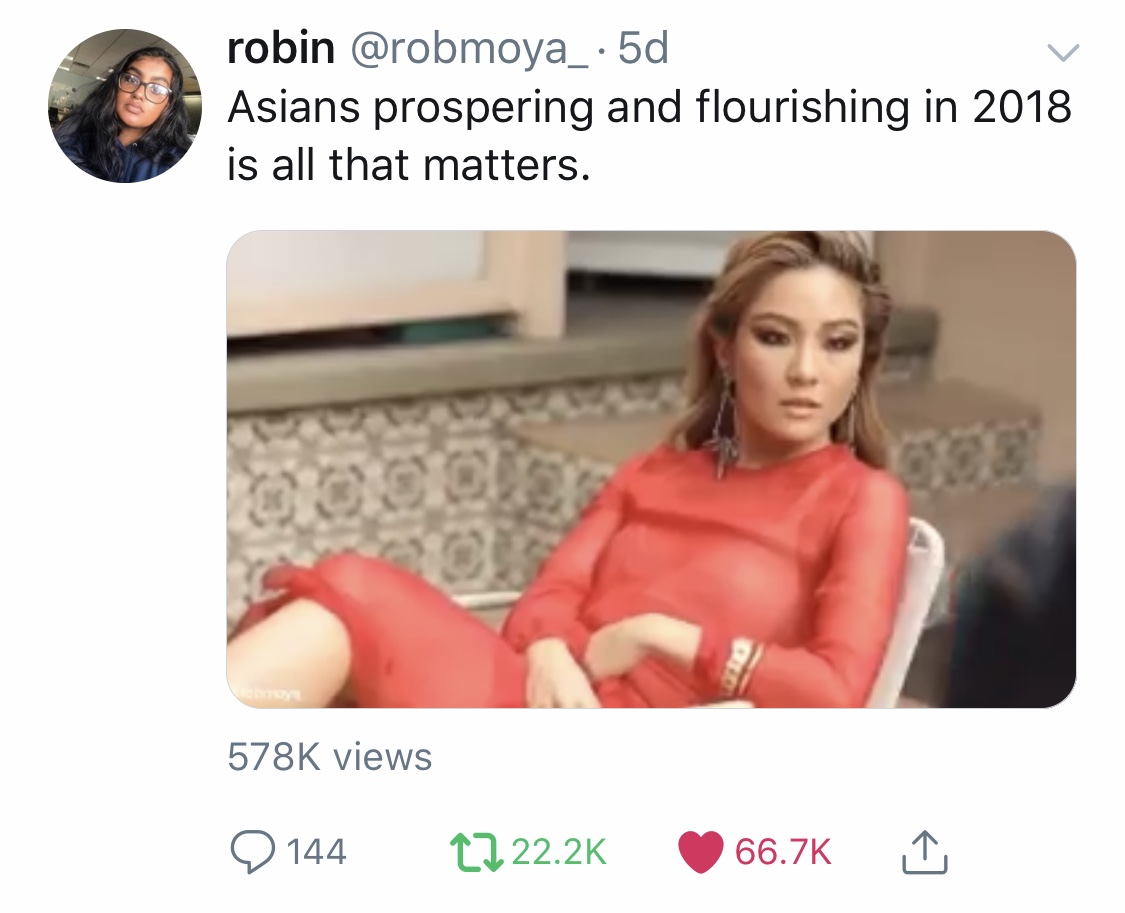 robin @robmoya_ · 5d
Asians prospering and flourishing in 2018
is all that matters.
578K views
144 22.2K 66.7K